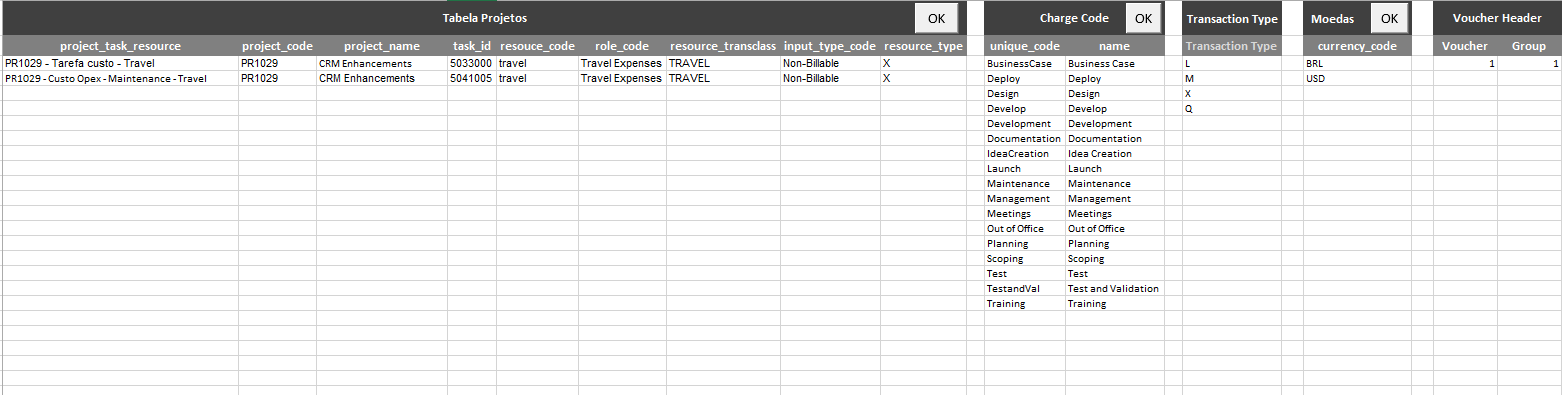 Tabela Projetos OK Charge Code OK Transaction Type Moedas OK Voucher Header
project_task_resource project_code project_name task_id resouce_code role_code resource_transclass input_type_code resource_type unique_code name Transaction Type currency_code Voucher Group
PR1029 - Tarefa custo - Travel PR1029 CRM Enhancements 5033000 travel Travel Expenses TRAVEL Non-Billable X BusinessCase Business Case L BRL 1 1
PR1029 - Custo Opex - Maintenance - Travel PR1029 CRM Enhancements 5041005 travel Travel Expenses TRAVEL Non-Billable X Deploy Deploy M USD
Design Design X
Develop Develop Q
Development Development
Documentation Documentation
IdeaCreation Idea Creation
Launch Launch
Maintenance Maintenance
Management Management
Meetings Meetings
Out of Office Out of Office
Planning Planning
Scoping Scoping
Test Test
TestandVal Test and Validation
Training Training